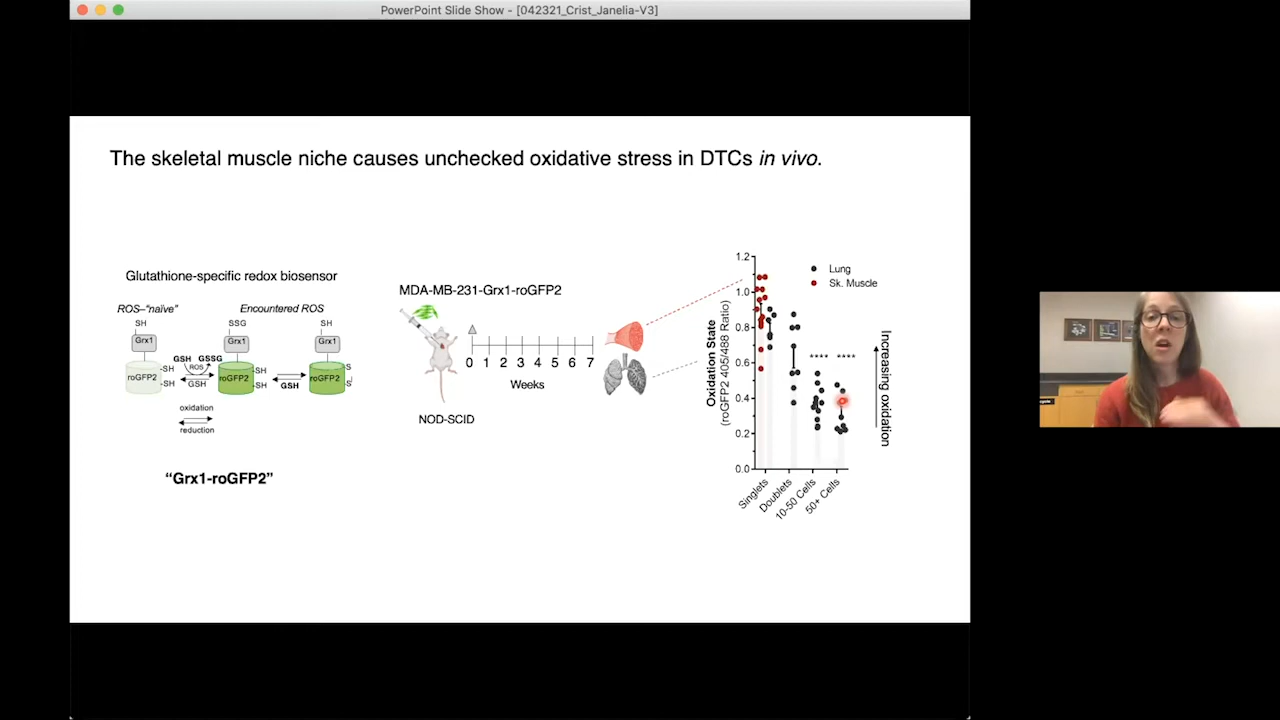 PowerPoint Slide Show - [042321_Crist_Janelia-V3]
The skeletal muscle niche causes unchecked oxidative stress in DTCs in vivo.
Glutathione-specific redox biosensor
ROS–“naïve”
Encountered ROS
SH
SSG
SH
Grx1
Grx1
Grx1
GSH
GSSG
ROS
GSH
GSH
roGFP2
roGFP2
roGFP2
-SH
-SH
-SH
-SH
S
S
oxidation
reduction
“Grx1-roGFP2”
MDA-MB-231-Grx1-roGFP2
0 1 2 3 4 5 6 7
Weeks
NOD-SCID
Oxidation State
(roGFP2 405/488 Ratio)
1.2
1.0
0.8
0.6
0.4
0.2
0.0
Lung
Sk. Muscle
**** ****
Singlets
Doublets
10-50 Cells
50+ Cells
Increasing oxidation